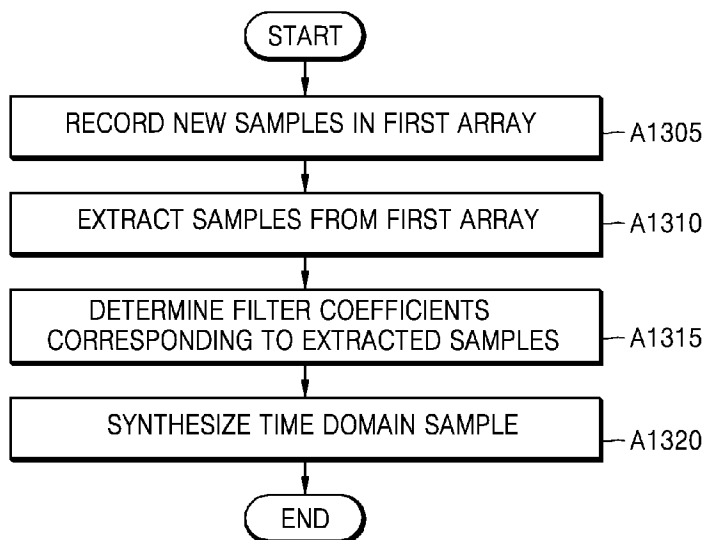 START
RECORD NEW SAMPLES IN FIRST ARRAY
A1305
EXTRACT SAMPLES FROM FIRST ARRAY
A1310
DETERMINE FILTER COEFFICIENTS
CORRESPONDING TO EXTRACTED SAMPLES
A1315
SYNTHESIZE TIME DOMAIN SAMPLE
A1320
END